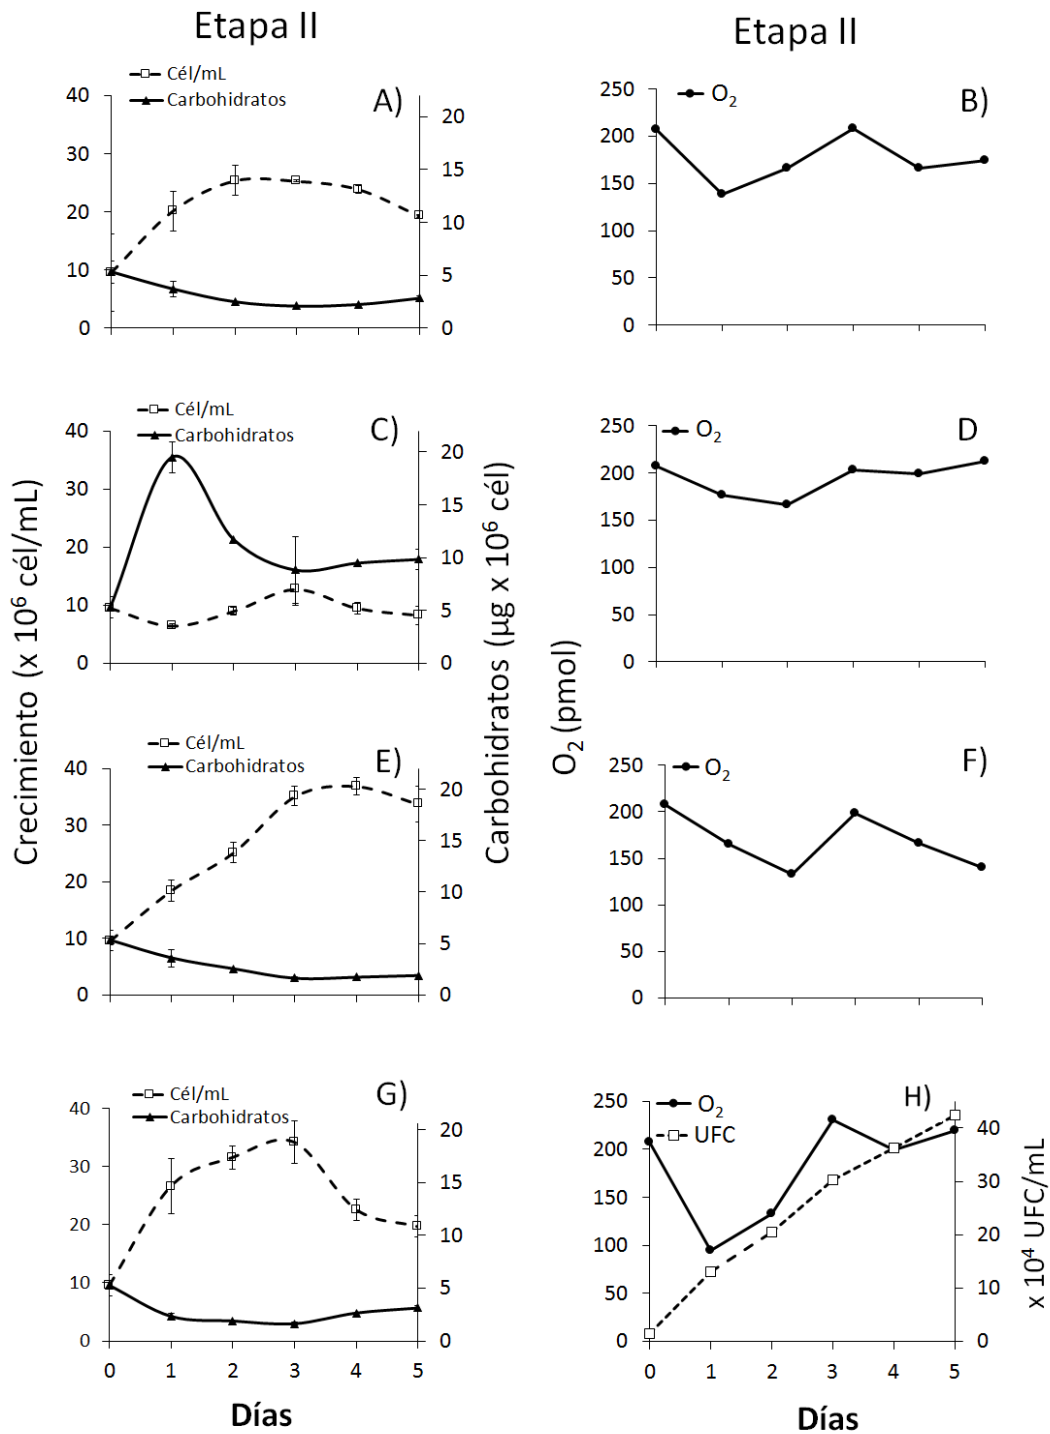 Etapa II
Etapa II
Cél/mL
Carbohidratos
A)
40
30
20
10
0
20
15
10
5
0
O2
B)
250
200
150
100
50
0
Cél/mL
Carbohidratos
C)
40
30
20
10
0
20
15
10
5
0
O2
D
250
200
150
100
50
0
Crecimiento (x 10⁶ cél/mL)
Carbohidratos (µg x 10⁶ cél)
O₂ (pmol)
Cél/mL
Carbohidratos
E)
40
30
20
10
0
20
15
10
5
0
O₂
F)
250
200
150
100
50
0
Cél/mL
Carbohidratos
G)
40
30
20
10
0
20
15
10
5
0
0 1 2 3 4 5
Días
O₂
UFC
H)
250
200
150
100
50
0
40
30
20
10
0
x 10⁴ UFC/mL
0 1 2 3 4 5
Días